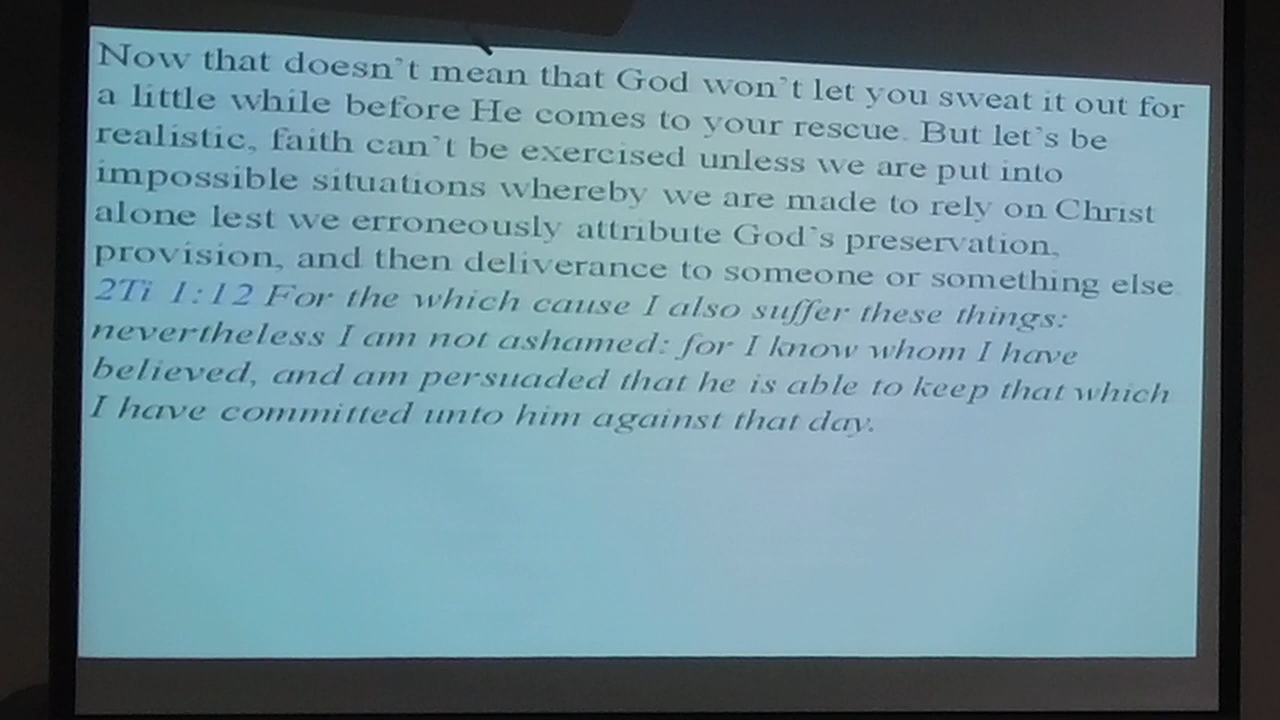 Now that doesn't mean that God won't let you sweat it out for
a little while before He comes to your rescue. But let's be
realistic, faith can't be exercised unless we are put into
impossible situations whereby we are made to rely on Christ
alone lest we erroneously attribute God's preservation,
provision, and then deliverance to someone or something else
2Ti 1:12 For the which cause I also suffer these things:
nevertheless I am not ashamed: for I know whom I have
believed, and am persuaded that he is able to keep that which
I have committed unto him against that day.